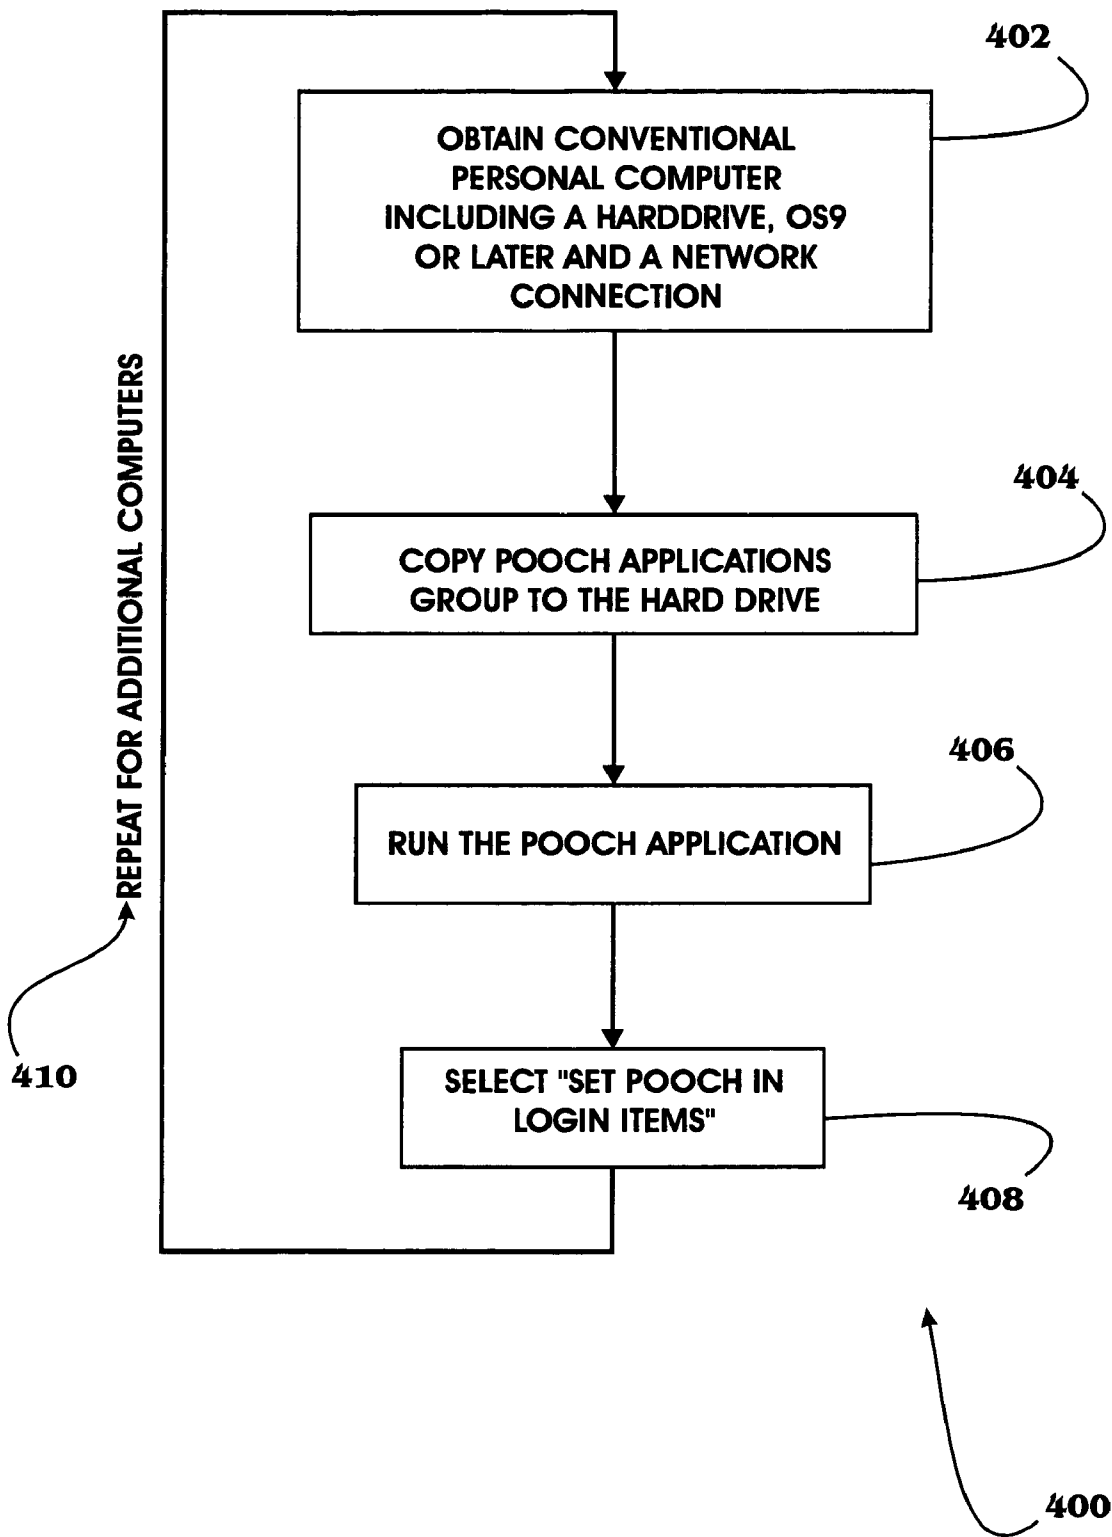 402
OBTAIN CONVENTIONAL
PERSONAL COMPUTER
INCLUDING A HARDDRIVE, OS9
OR LATER AND A NETWORK
CONNECTION
404
COPY POOCH APPLICATIONS
GROUP TO THE HARD DRIVE
REPEAT FOR ADDITIONAL COMPUTERS
406
RUN THE POOCH APPLICATION
410
SELECT "SET POOCH IN
LOGIN ITEMS"
408
400